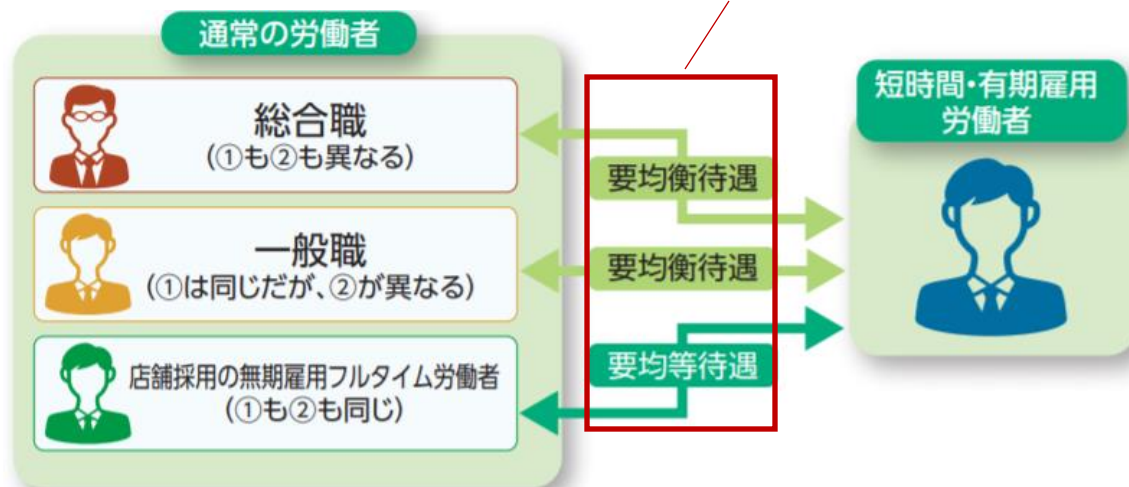 通常の労働者
総合職
(①も②も異なる)
一般職
(①は同じだが、②が異なる)
店舗採用の無期雇用フルタイム労働者
(①も②も同じ)
要均衡待遇
要均衡待遇
要均等待遇
短時間・有期雇用
労働者